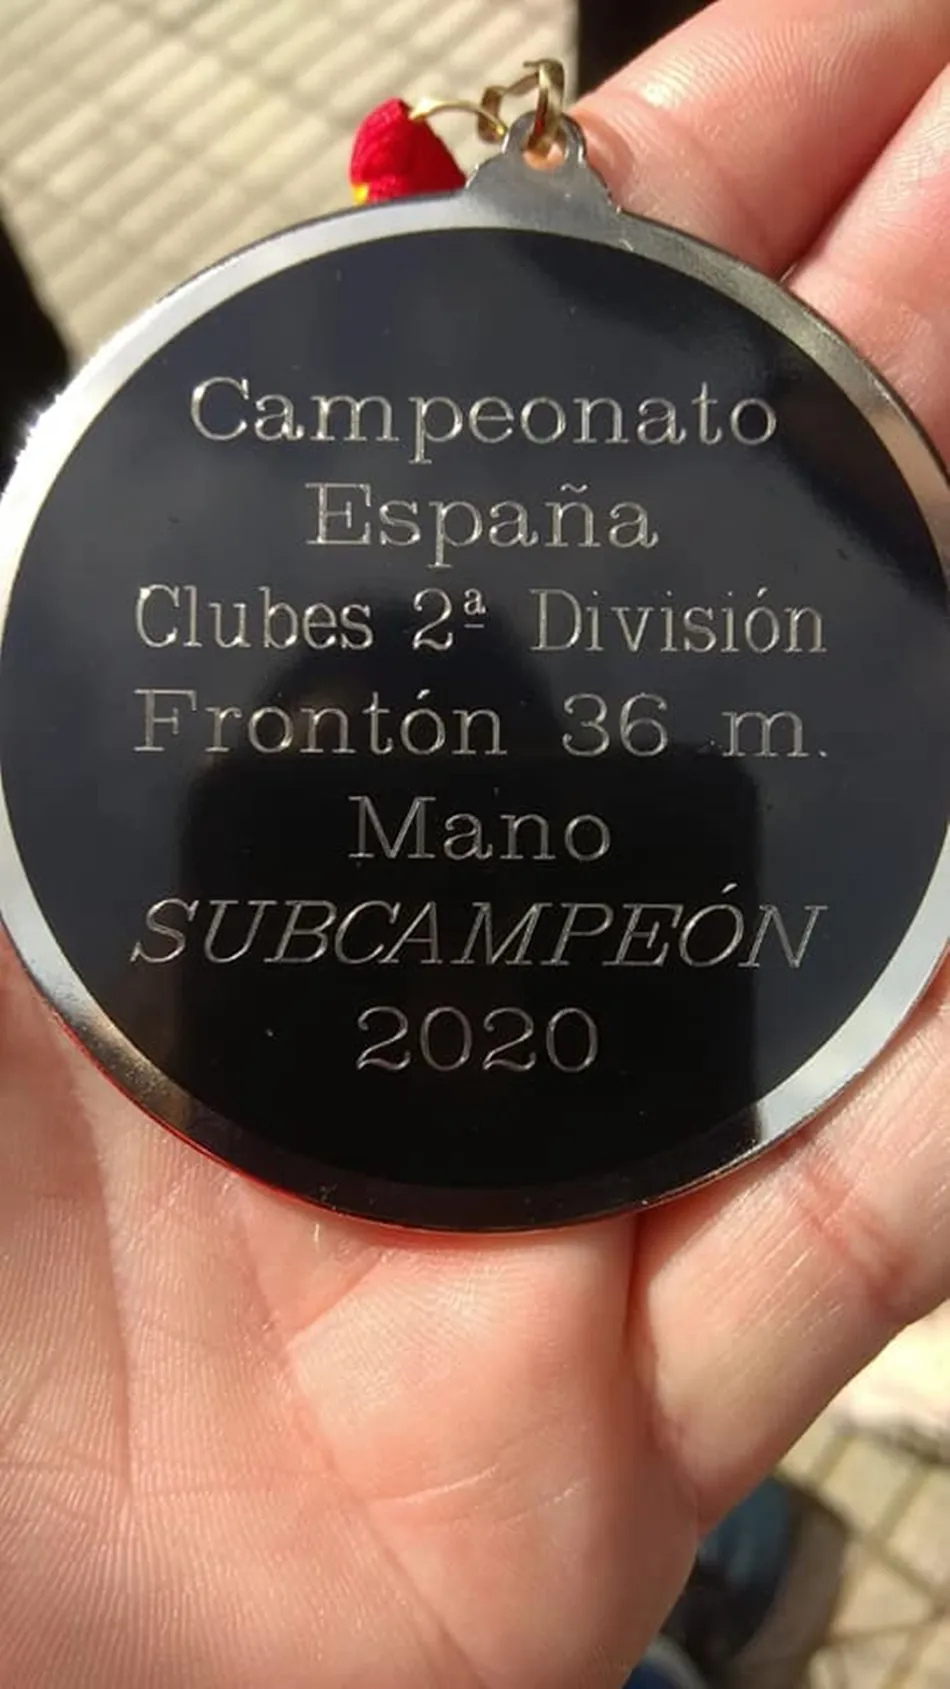 Campeonato
España
Clubes 2ª División
Frontón 36 m.
Mano
SUBCAMPEÓN
2020